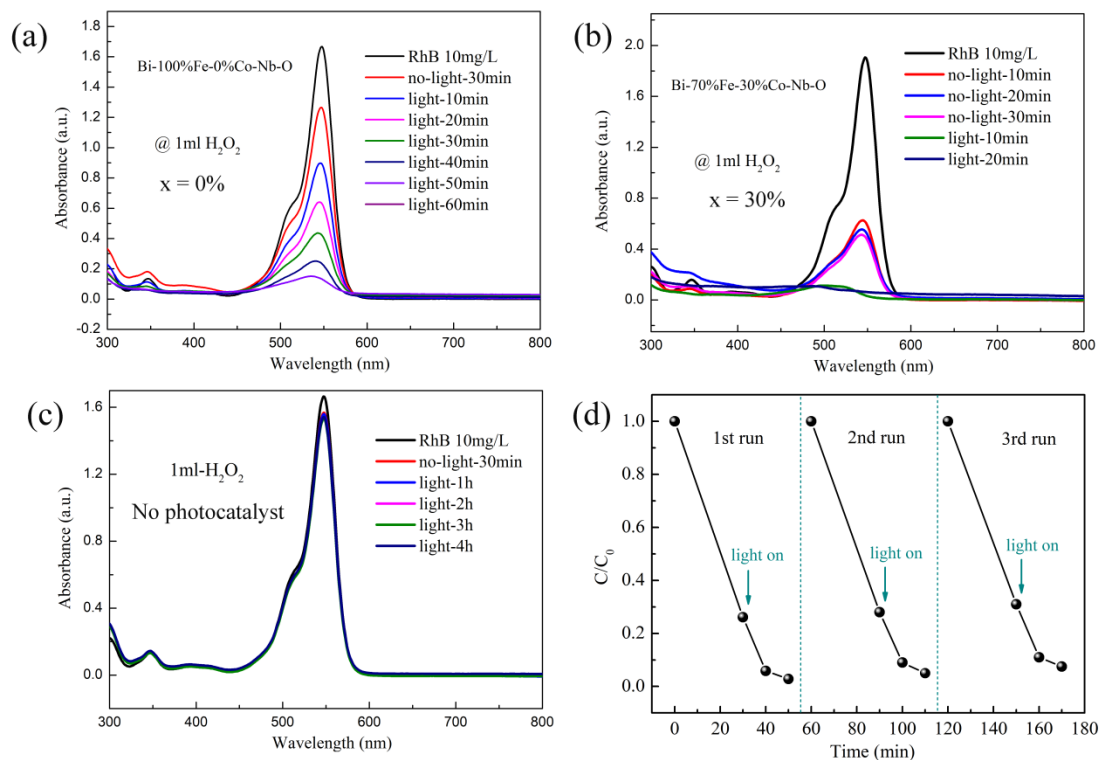 (a)
Absorbance (a.u.)
1.8
1.6
1.4
1.2
1.0
0.8
0.6
0.4
0.2
0.0
-0.2
Bi-100%Fe-0%Co-Nb-O
@ 1ml H₂O₂
x = 0%
RhB 10mg/L
no-light-30min
light-10min
light-20min
light-30min
light-40min
light-50min
light-60min
300 400 500 600 700 800
Wavelength (nm)
(b)
Absorbance (a.u.)
2.0
1.6
1.2
0.8
0.4
0.0
Bi-70%Fe-30%Co-Nb-O
@ 1ml H₂O₂
x = 30%
RhB 10mg/L
no-light-10min
no-light-20min
no-light-30min
light-10min
light-20min
300 400 500 600 700 800
Wavelength (nm)
(c)
Absorbance (a.u.)
1.6
1.2
0.8
0.4
0.0
1ml-H₂O₂
No photocatalyst
RhB 10mg/L
no-light-30min
light-1h
light-2h
light-3h
light-4h
300 400 500 600 700 800
Wavelength (nm)
(d)
C/C₀
1.0
0.8
0.6
0.4
0.2
0.0
1st run
2nd run
3rd run
light on
light on
light on
0 20 40 60 80 100 120 140 160 180
Time (min)